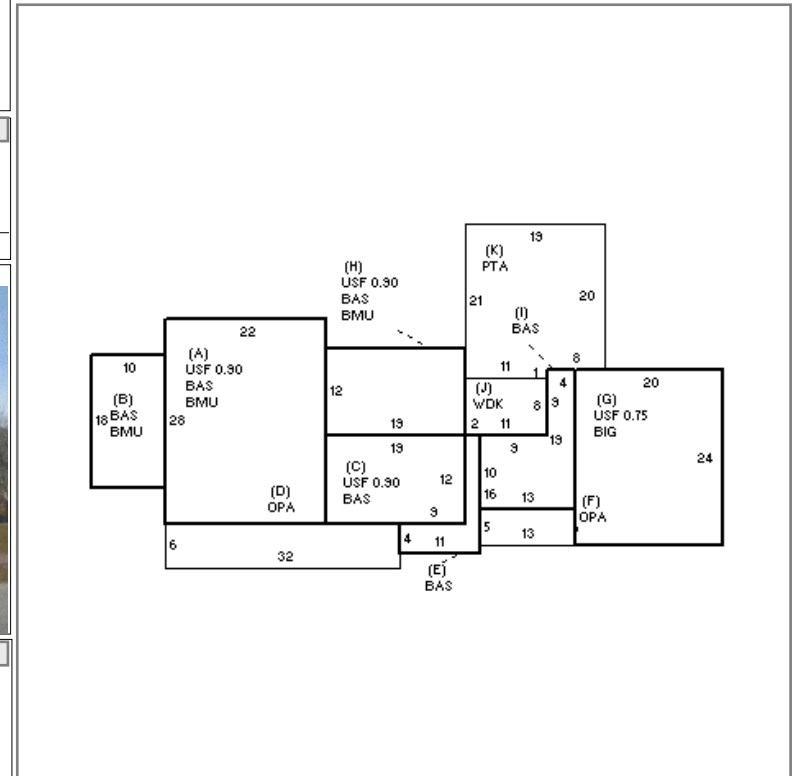 19
(K)
PTA
(H)
USF 0.90
BAS
BMU
21
20
(I)
BAS
22
(A)
USF 0.90
BAS
BMU
10
(B)
BAS
BMU
18
28
12
19
11
1
8
(J)
WDK
8
2
11
4
9
19
20
(G)
USF 0.75
BIG
24
19
(C)
USF 0.90
BAS
12
9
9
10
16
13
(D)
OPA
(F)
OPA
5
13
6
32
4
11
(E)
BAS